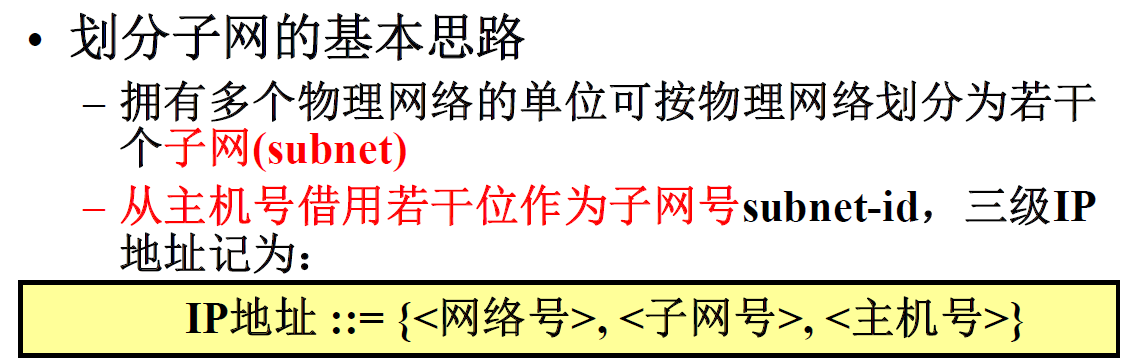 • 划分子网的基本思路
– 拥有多个物理网络的单位可按物理网络划分为若干
个子网(subnet)
– 从主机号借用若干位作为子网号subnet-id，三级IP
地址记为：
IP地址 ::= {<网络号>, <子网号>, <主机号>}